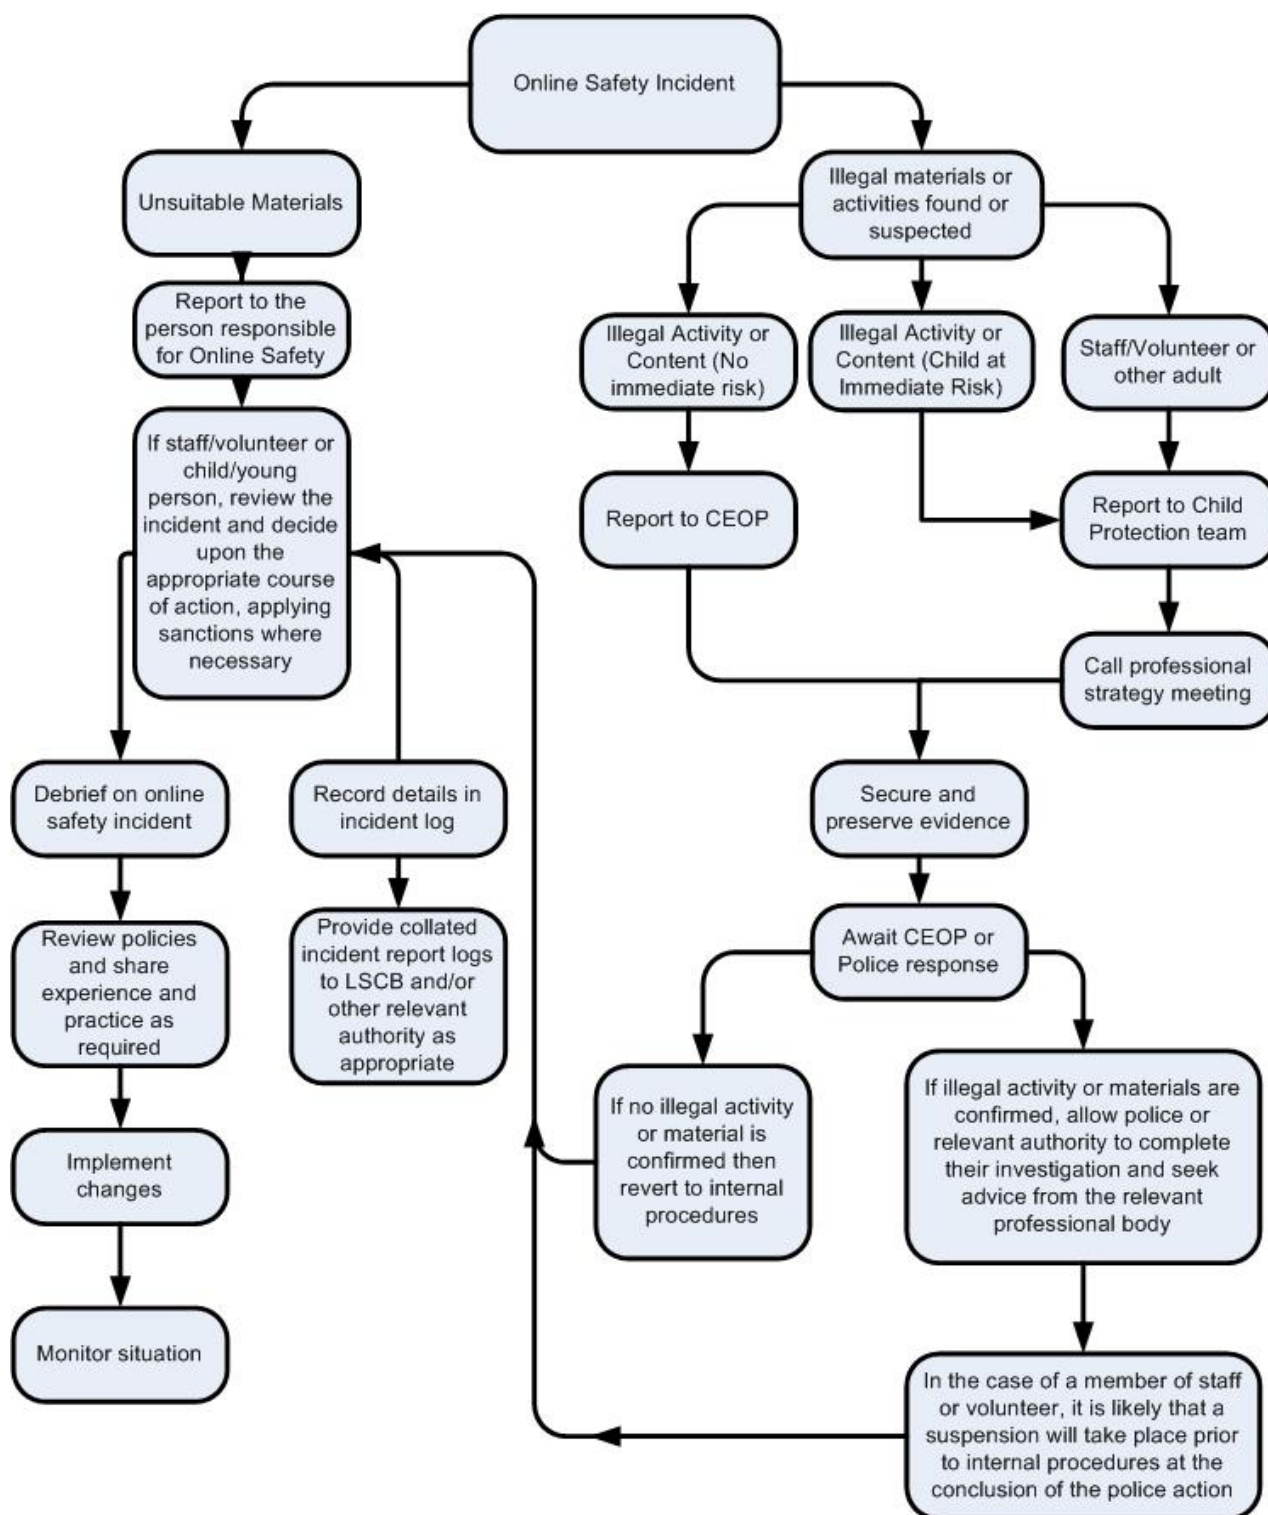 Online Safety Incident
Unsuitable Materials
Illegal materials or
activities found or
suspected
Report to the
person responsible
for Online Safety
Illegal Activity or
Content (No
immediate risk)
Illegal Activity or
Content (Child at
Immediate Risk)
Staff/Volunteer or
other adult
If staff/volunteer or
child/young
person, review the
incident and decide
upon the
appropriate course
of action, applying
sanctions where
necessary
Report to CEOP
Report to Child
Protection team
Call professional
strategy meeting
Debrief on online
safety incident
Record details in
incident log
Secure and
preserve evidence
Review policies
and share
experience and
practice as
required
Provide collated
incident report logs
to LSCB and/or
other relevant
authority as
appropriate
Await CEOP or
Police response
If no illegal activity
or material is
confirmed then
revert to internal
procedures
If illegal activity or materials are
confirmed, allow police or
relevant authority to complete
their investigation and seek
advice from the relevant
professional body
Implement
changes
Monitor situation
In the case of a member of staff
or volunteer, it is likely that a
suspension will take place prior
to internal procedures at the
conclusion of the police action